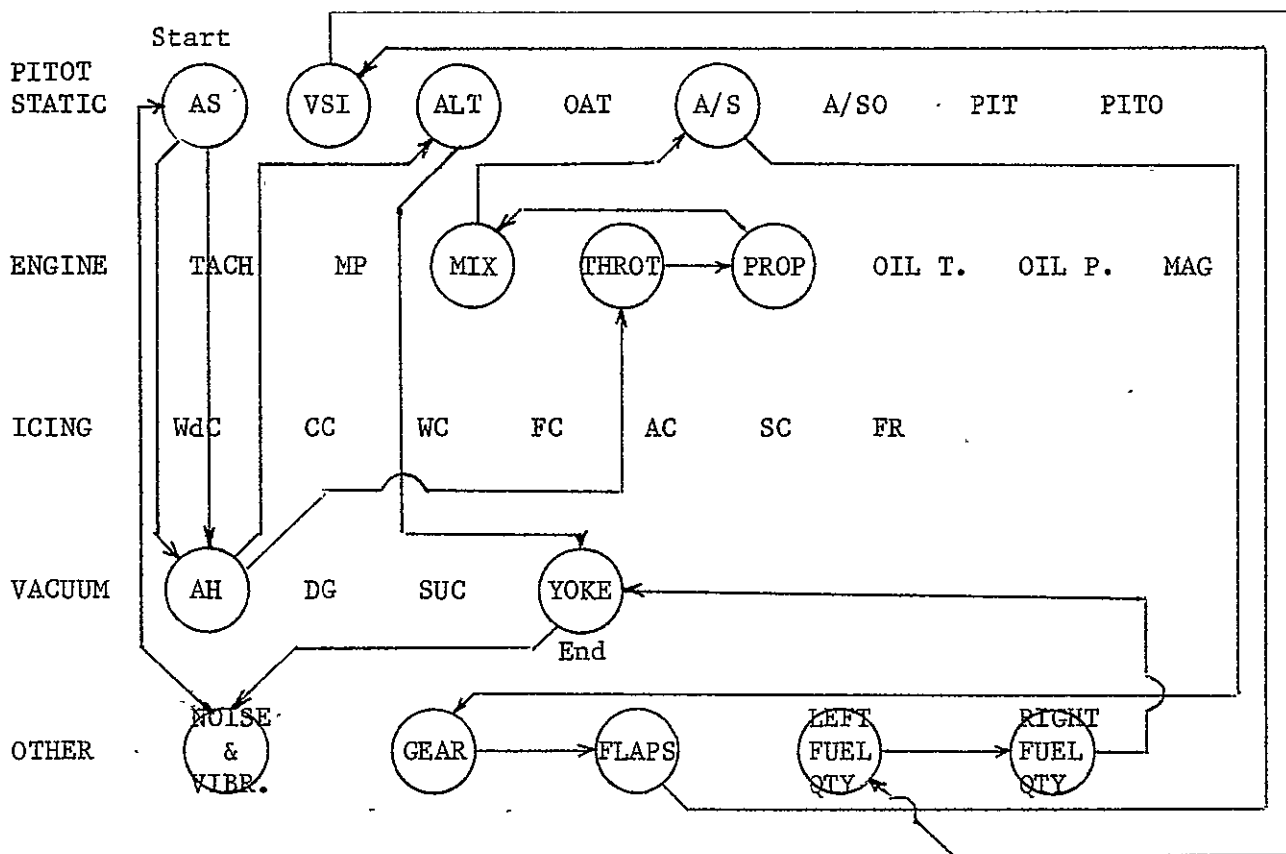 Start
PITOT
STATIC AS VSI ALT OAT A/S A/SO PIT PITO
ENGINE TACH MP MIX THROT PROP OIL T. OIL P. MAG
ICING WdC CC WC FC AC SC FR
VACUUM AH DG SUC YOKE
End
NOISE LEFT RIGHT
OTHER & GEAR FLAPS FUEL FUEL
VIBR. QTY QTY